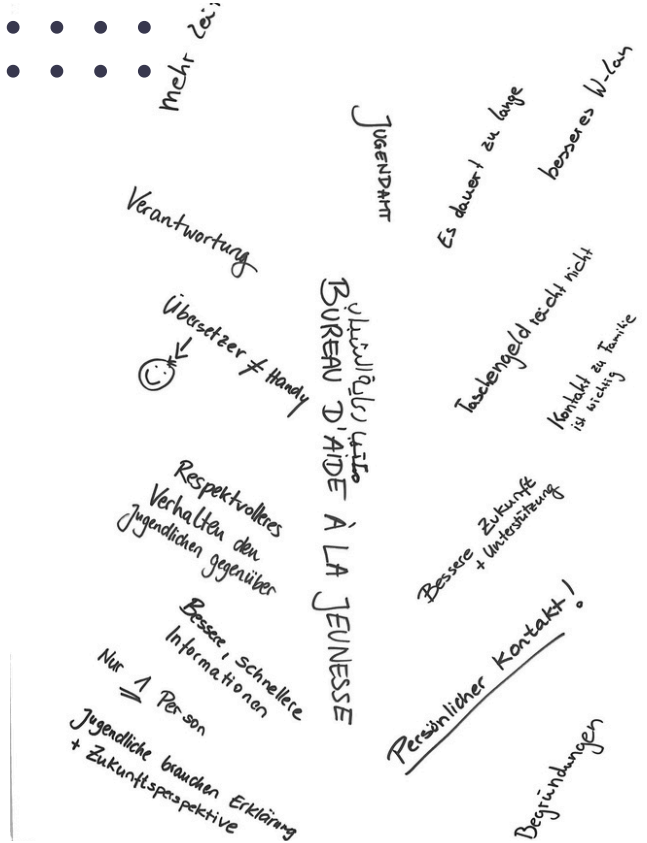 mehr
JUGENDAMT
Es dauert zu lange
besseres W-lan
Verantwortung
Übersetzer ≠ Handy
BUREAU D'AIDE À LA JEUNESSE
Taschengeld reicht nicht
Kontakt zu Familie
ist wichtig
Respektvolleres
Verhalten den
Jugendlichen gegenüber
Bessere Zukunft
+ Unterstützung
Bessere, schnellere
Informationen
Persönlicher Kontakt!
Nur 1 Person
Jugendliche brauchen Erklärung
+ Zukunftsperspektive
Begründungen